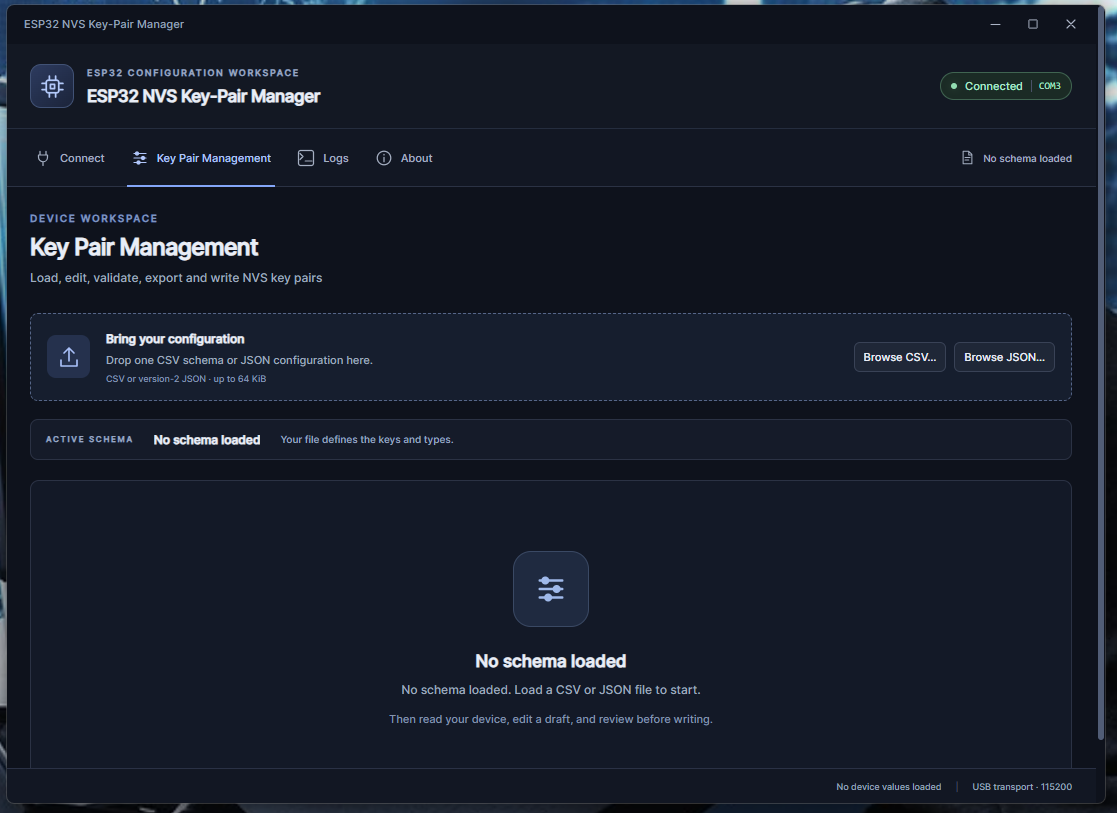 ESP32 NVS Key-Pair Manager
ESP32 CONFIGURATION WORKSPACE
ESP32 NVS Key-Pair Manager
Connected
COM3
Connect
Key Pair Management
Logs
About
No schema loaded
DEVICE WORKSPACE
Key Pair Management
Load, edit, validate, export and write NVS key pairs
Bring your configuration
Drop one CSV schema or JSON configuration here.
CSV or version-2 JSON · up to 64 KiB
Browse CSV...
Browse JSON...
ACTIVE SCHEMA
No schema loaded
Your file defines the keys and types.
No schema loaded
No schema loaded. Load a CSV or JSON file to start.
Then read your device, edit a draft, and review before writing.
No device values loaded
USB transport · 115200